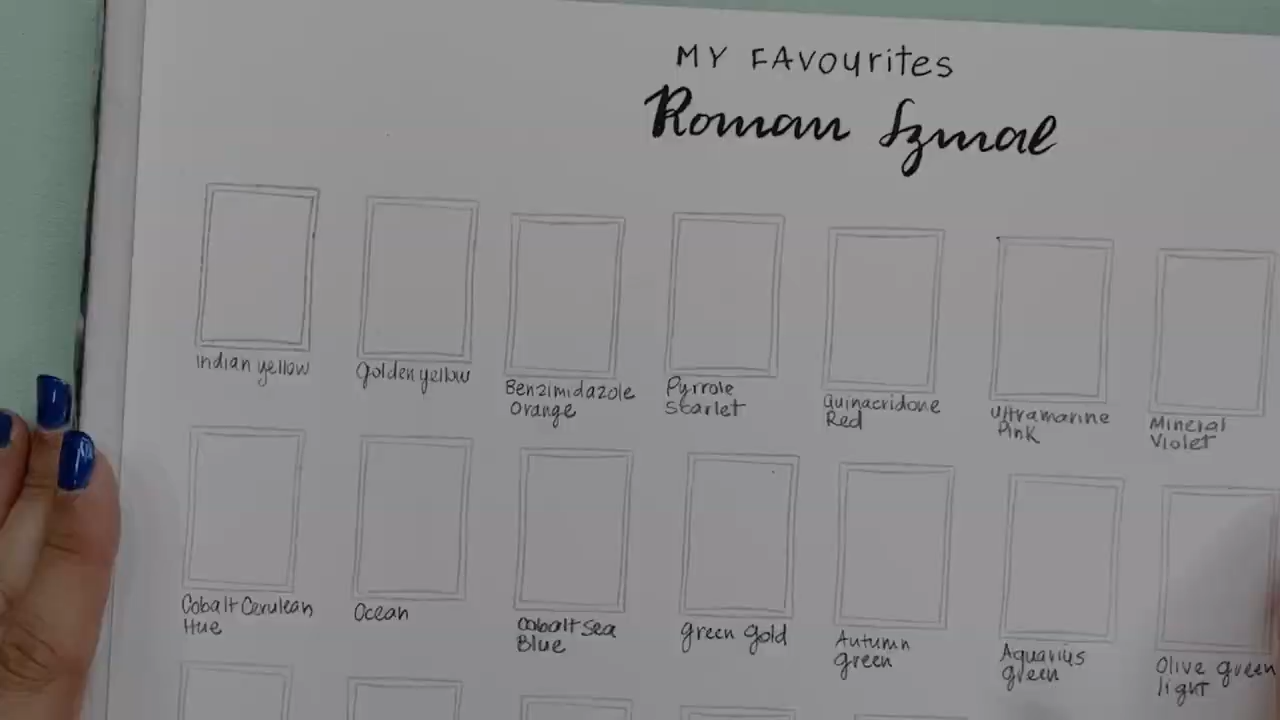 MY FAVOURITES
Roman Szmal
Indian yellow
Golden yellow
Benzimidazole
Orange
Pyrrole
Scarlet
Quinacridone
Red
Ultramarine
Pink
Mineral
Violet
Cobalt Cerulean
Hue
Ocean
Cobalt Sea
Blue
green Gold
Autumn
green
Aquarius
green
Olive green
light